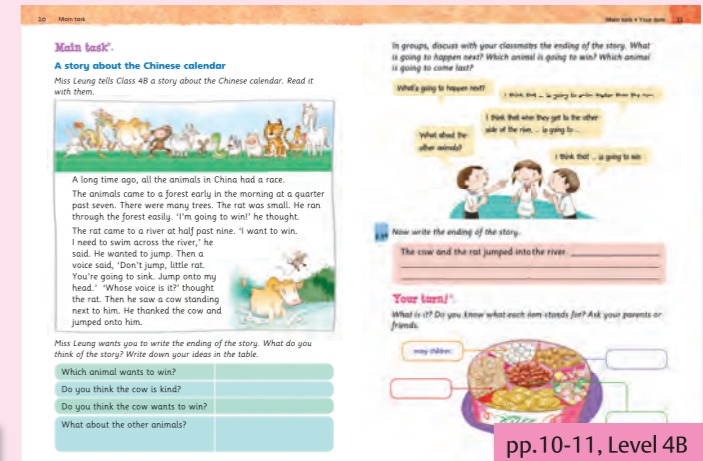 Main task
Main task • Your turn
Main task
A story about the Chinese calendar
Miss Leung tells Class 4B a story about the Chinese calendar. Read it
with them.
A long time ago, all the animals in China had a race.
The animals came to a forest early in the morning at a quarter
past seven. There were many trees. The rat was small. He ran
through the forest easily. 'I'm going to win!' he thought.
The rat came to a river at half past nine. 'I want to win.
I need to swim across the river,' he
said. He wanted to jump. Then a
voice said, 'Don't jump, little rat.
You're going to sink. Jump onto my
head.' 'Whose voice is it?' thought
the rat. Then he saw a cow standing
next to him. He thanked the cow and
jumped onto him.
Miss Leung wants you to write the ending of the story. What do you
think of the story? Write down your ideas in the table.
Which animal wants to win?
Do you think the cow is kind?
Do you think the cow wants to win?
What about the other animals?
In groups, discuss with your classmates the ending of the story. What
is going to happen next? Which animal is going to win? Which animal
is going to come last?
What's going to happen next?
I think that ... is going to
I think that when they get to the other
side of the river, ... is going to ...
What about the
other animals?
I think that ... is going to win
Now write the ending of the story.
The cow and the rat jumped into the river.
Your turn!
What is it? Do you know what each item stands for? Ask your parents or
friends.
many children
pp.10-11, Level 4B